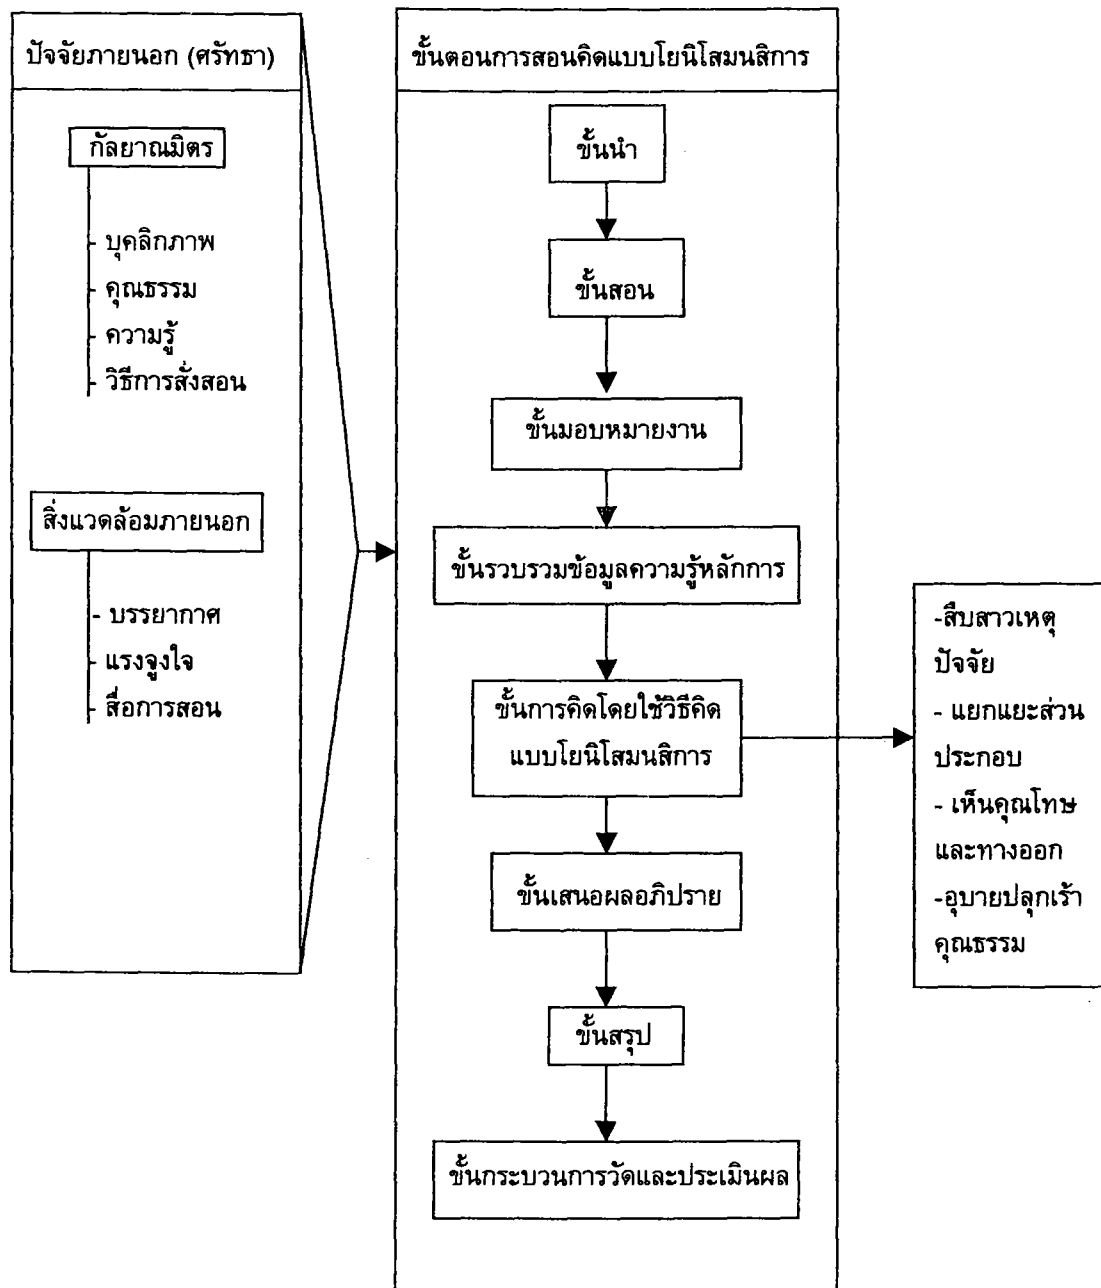 ปัจจัยภายนอก (ศรัทธา)
กัลยาณมิตร
- บุคลิกภาพ
- คุณธรรม
- ความรู้
- วิธีการสั่งสอน
สิ่งแวดล้อมภายนอก
- บรรยากาศ
- แรงจูงใจ
- สื่อการสอน
ขั้นตอนการสอนคิดแบบโยนิโสมนสิการ
ขั้นนำ
ขั้นสอน
ขั้นมอบหมายงาน
ขั้นรวบรวมข้อมูลความรู้หลักการ
ขั้นการคิดโดยใช้วิธีคิด
แบบโยนิโสมนสิการ
ขั้นเสนอผลอภิปราย
ขั้นสรุป
ขั้นกระบวนการวัดและประเมินผล
-สืบสาวเหตุ
ปัจจัย
- แยกแยะส่วน
ประกอบ
- เห็นคุณโทษ
และทางออก
-อุบายปลุกเร้า
คุณธรรม